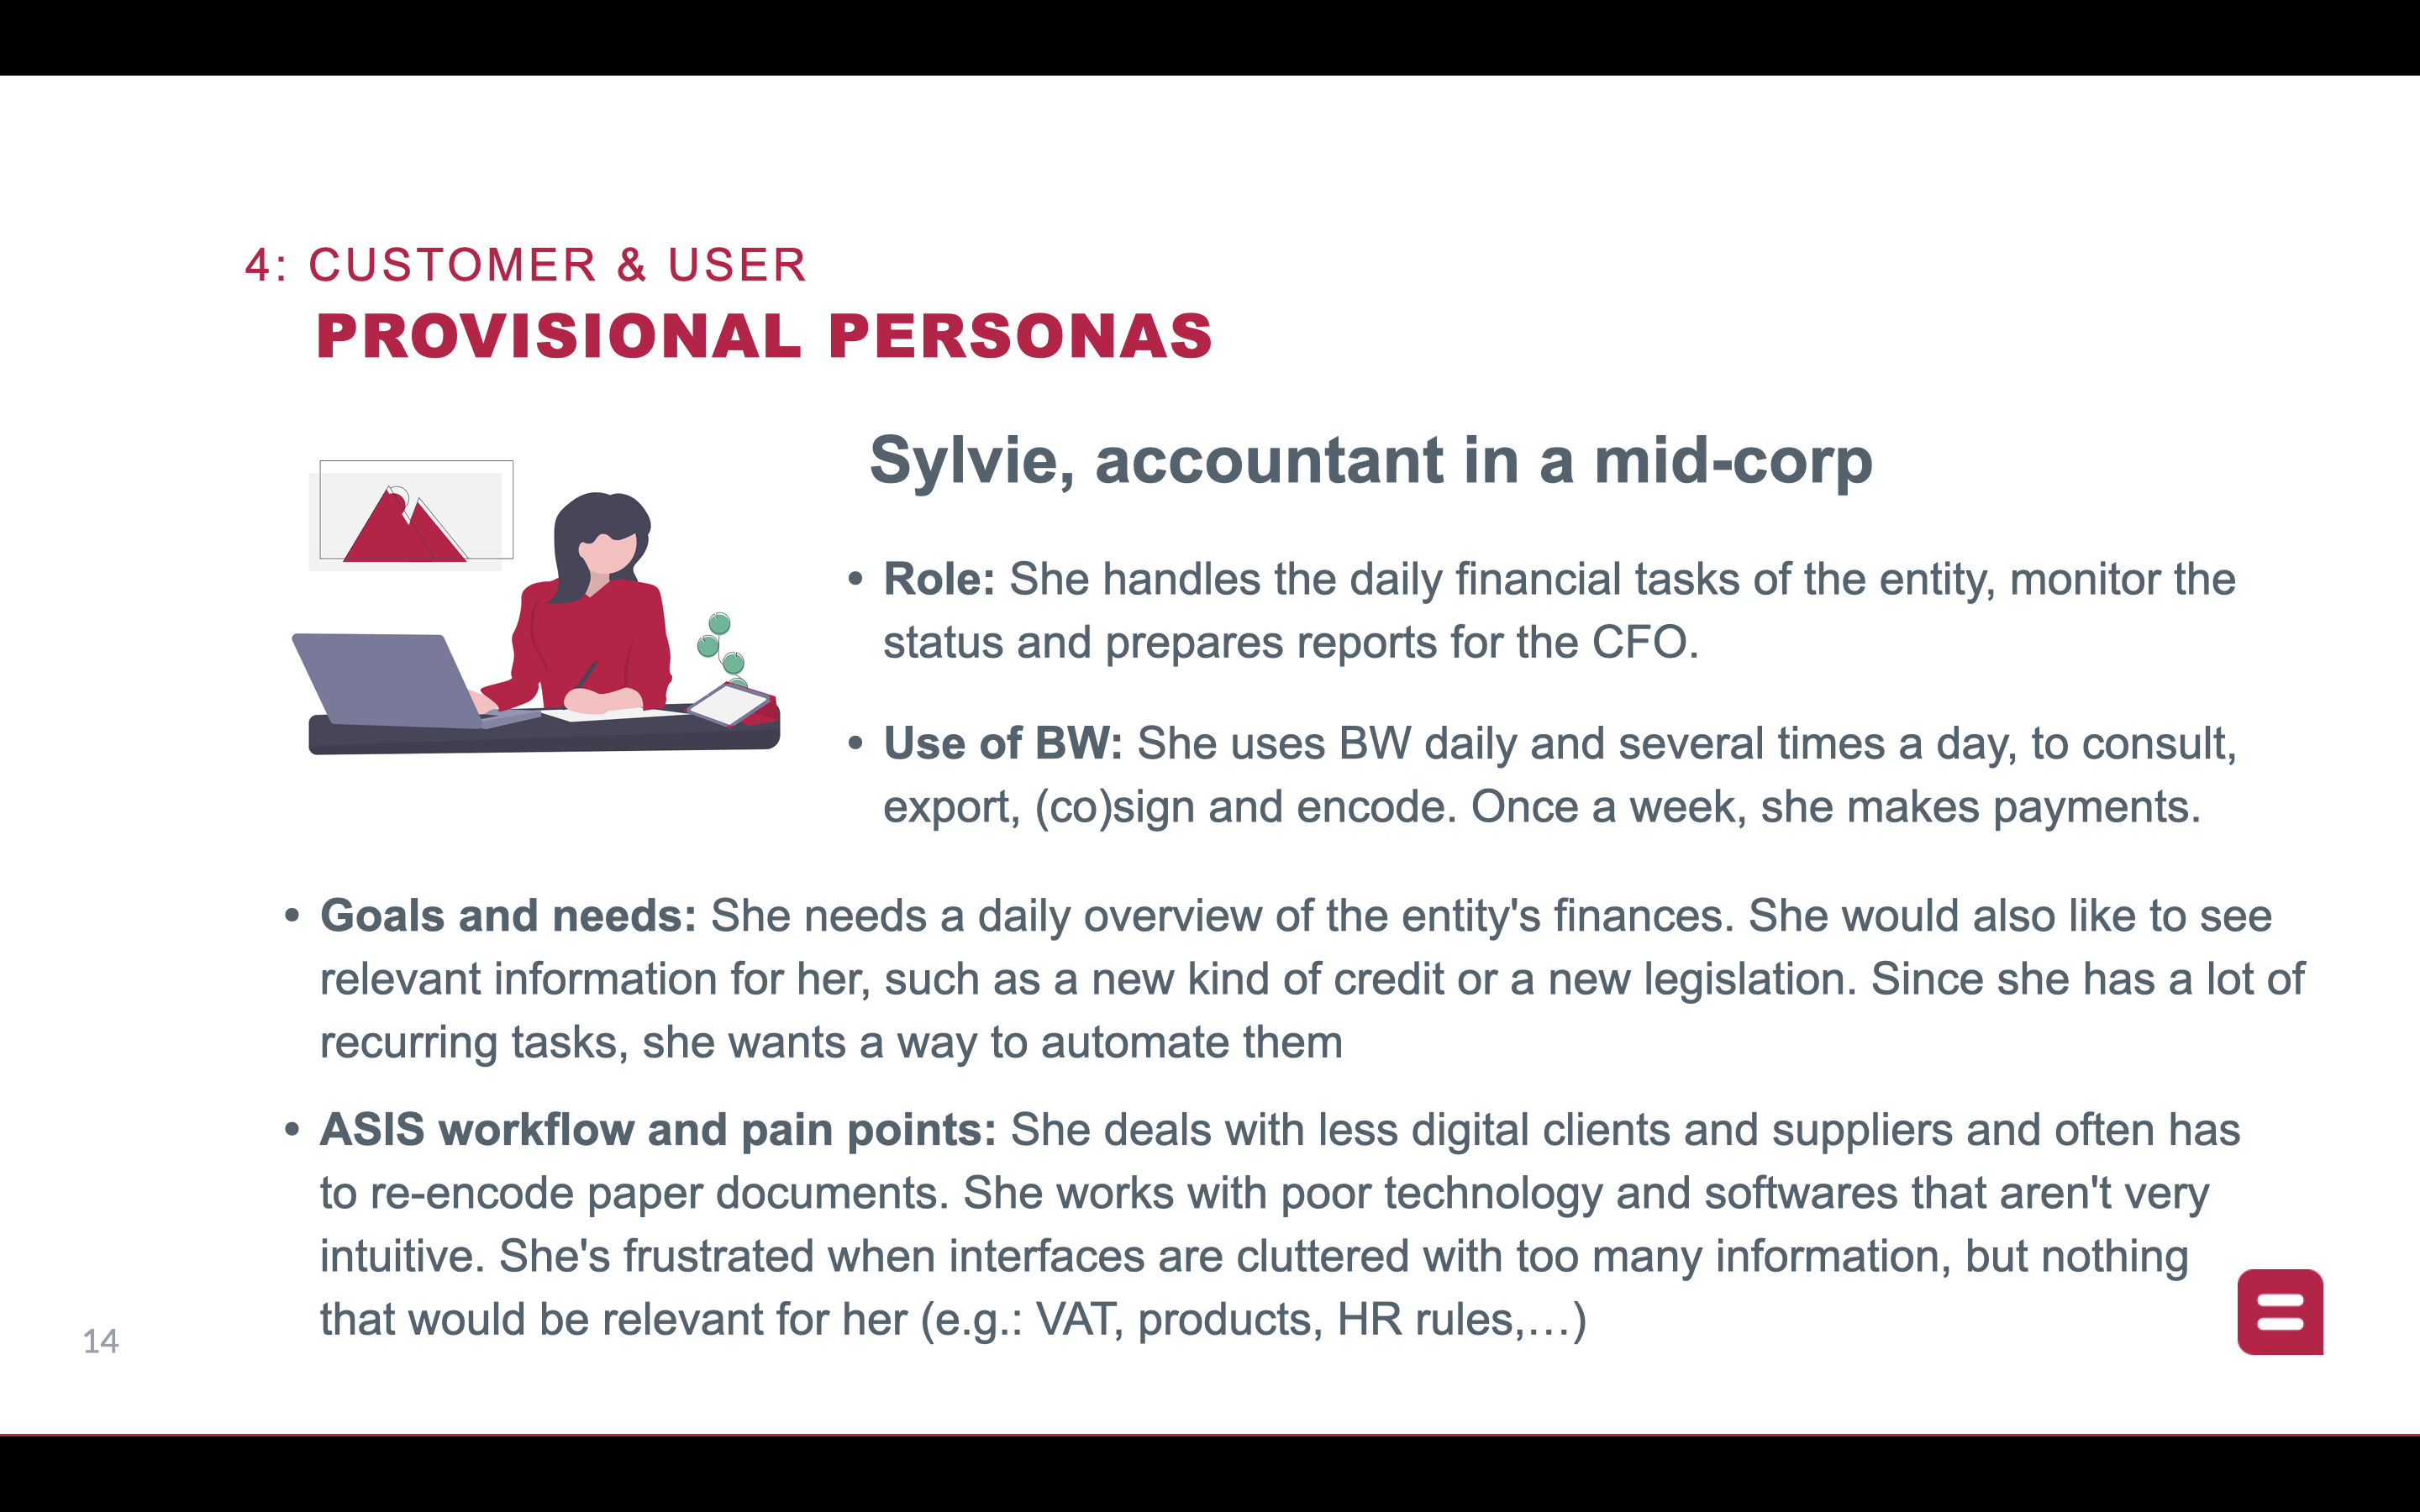 4: CUSTOMER & USER
PROVISIONAL PERSONAS
Sylvie, accountant in a mid-corp
• Role: She handles the daily financial tasks of the entity, monitor the
status and prepares reports for the CFO.
• Use of BW: She uses BW daily and several times a day, to consult,
export, (co)sign and encode. Once a week, she makes payments.
• Goals and needs: She needs a daily overview of the entity's finances. She would also like to see
relevant information for her, such as a new kind of credit or a new legislation. Since she has a lot of
recurring tasks, she wants a way to automate them
• ASIS workflow and pain points: She deals with less digital clients and suppliers and often has
to re-encode paper documents. She works with poor technology and softwares that aren't very
intuitive. She's frustrated when interfaces are cluttered with too many information, but nothing
that would be relevant for her (e.g.: VAT, products, HR rules,…)
14